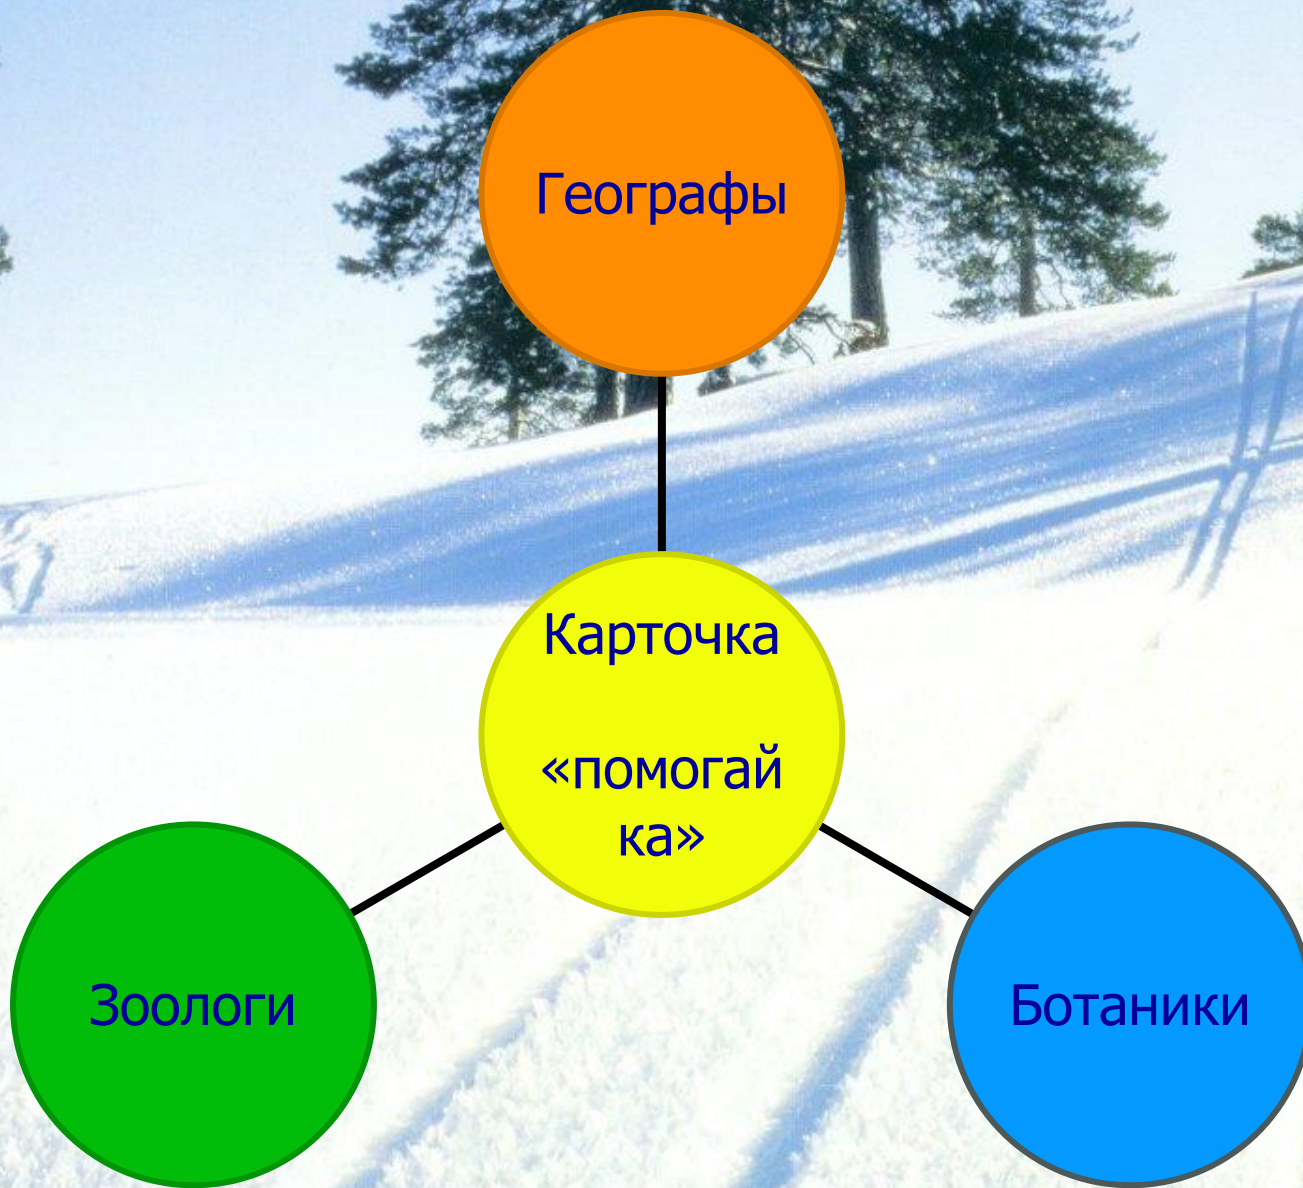 Географы
Карточка
«помогай
ка»
Зоологи
Ботаники